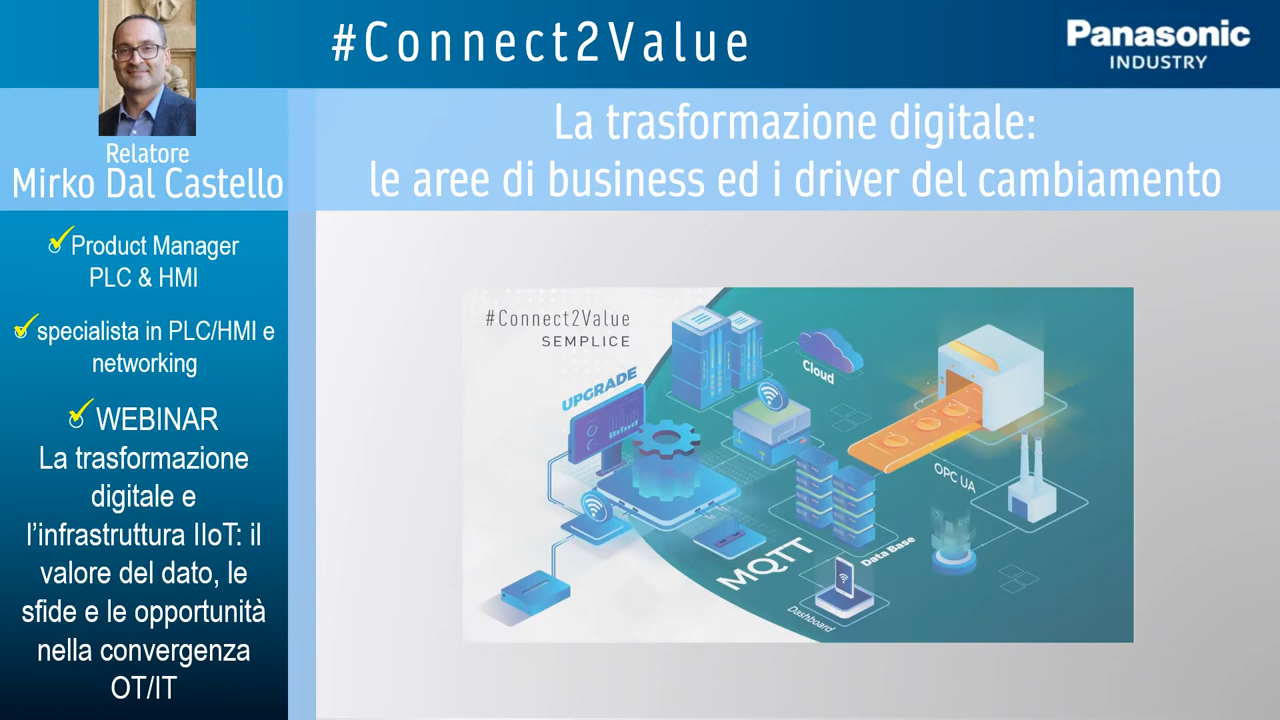 #Connect2Value
Panasonic
INDUSTRY
La trasformazione digitale:
le aree di business ed i driver del cambiamento
Relatore
Mirko Dal Castello
Product Manager
PLC & HMI
specialista in PLC/HMI e
networking
WEBINAR
La trasformazione
digitale e
l’infrastruttura IIoT: il
valore del dato, le
sfide e le opportunità
nella convergenza
OT/IT
#Connect2Value
SEMPLICE
UPGRADE
Cloud
OPC UA
MQTT
Data Base
Dashboard